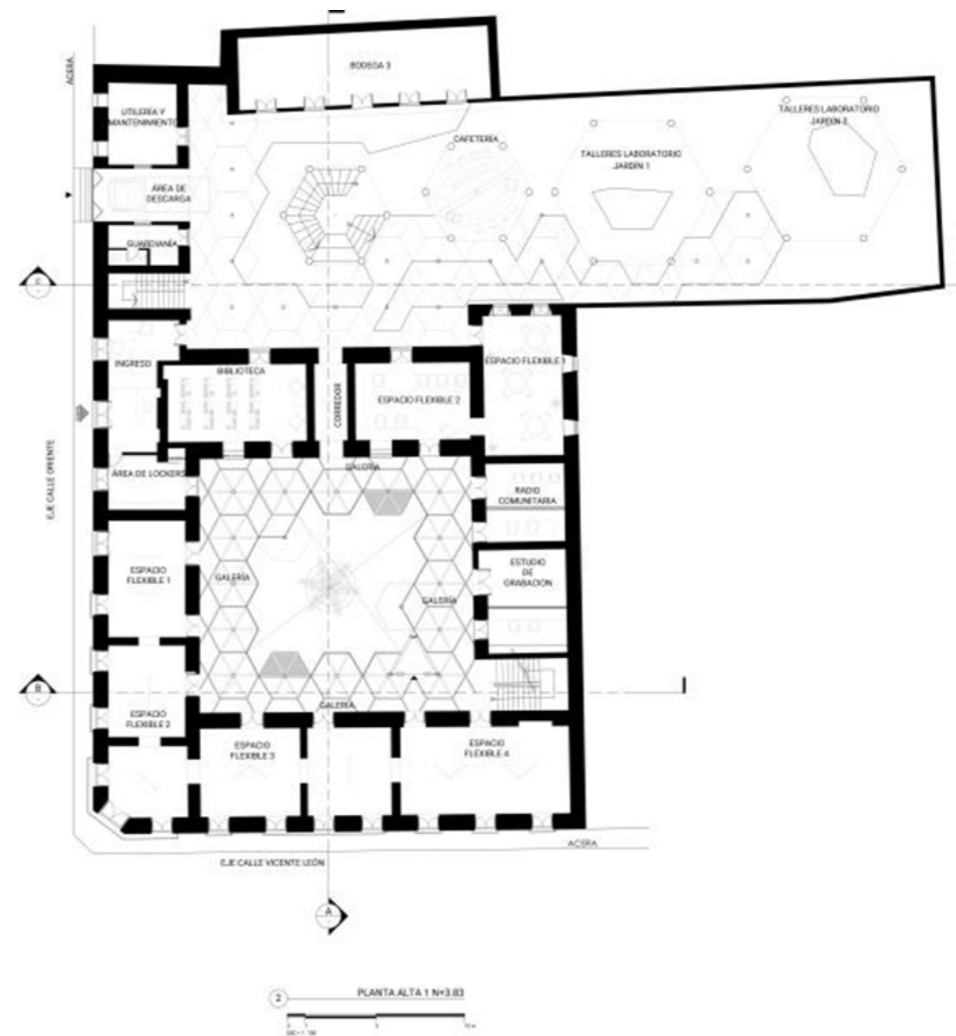 BODEGA 3
ACERA
UTILERÍA Y
MANTENIMIENTO
TALLERES LABORATORIO
JARDÍN 2
CAFETERÍA
TALLERES LABORATORIO
JARDÍN 1
ÁREA DE
DESCARGA
GUARDIANÍA
INGRESO
BIBLIOTECA
CORREDOR
ESPACIO FLEXIBLE 2
ESPACIO FLEXIBLE 1
EJE CALLE ORIENTE
ÁREA DE LOCKERS
GALERÍA
RADIO
COMUNITARIA
ESPACIO
FLEXIBLE 1
GALERÍA
GALERÍA
ESTUDIO
DE
GRABACION
B
ESPACIO
FLEXIBLE 2
GALERÍA
ESPACIO
FLEXIBLE 3
ESPACIO
FLEXIBLE 4
ACERA
EJE CALLE VICENTE LEÓN
A
2
PLANTA ALTA 1 N+3.83